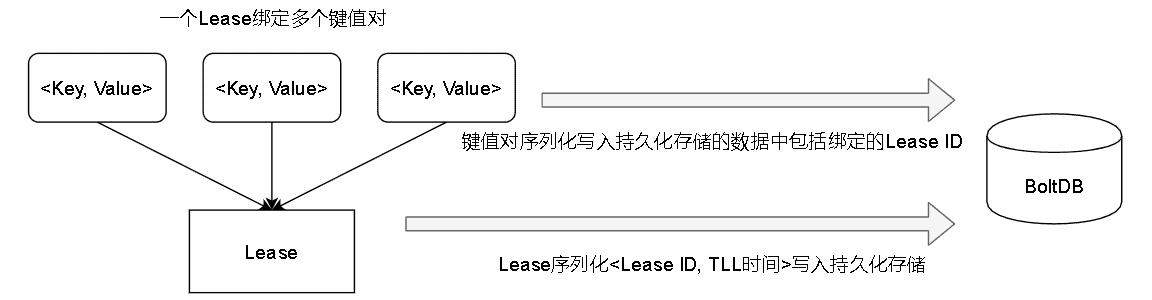 一个Lease绑定多个键值对
<Key, Value>
<Key, Value>
<Key, Value>
键值对序列化写入持久化存储的数据中包括绑定的Lease ID
BoltDB
Lease
Lease序列化<Lease ID, TLL时间>写入持久化存储